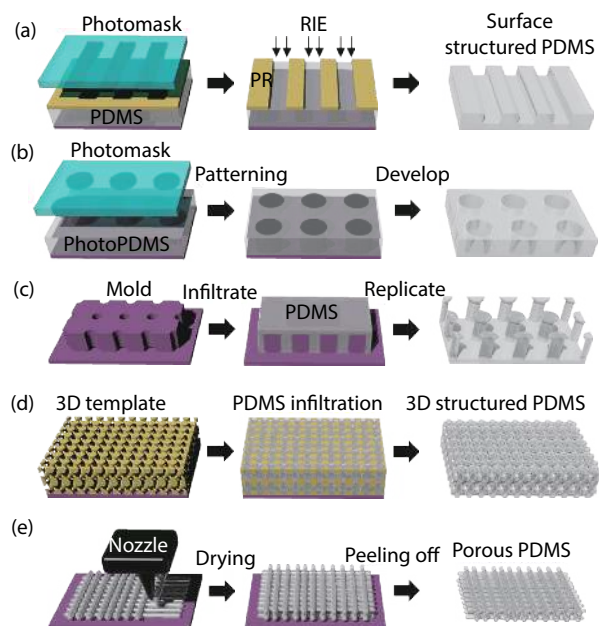 (a)
Photomask
RIE
Surface
structured PDMS
PR
PDMS
(b)
Photomask
Patterning
Develop
PhotoPDMS
(c)
Mold
Infiltrate
Replicate
PDMS
(d)
3D template
PDMS infiltration
3D structured PDMS
(e)
Nozzle
Drying
Peeling off
Porous PDMS